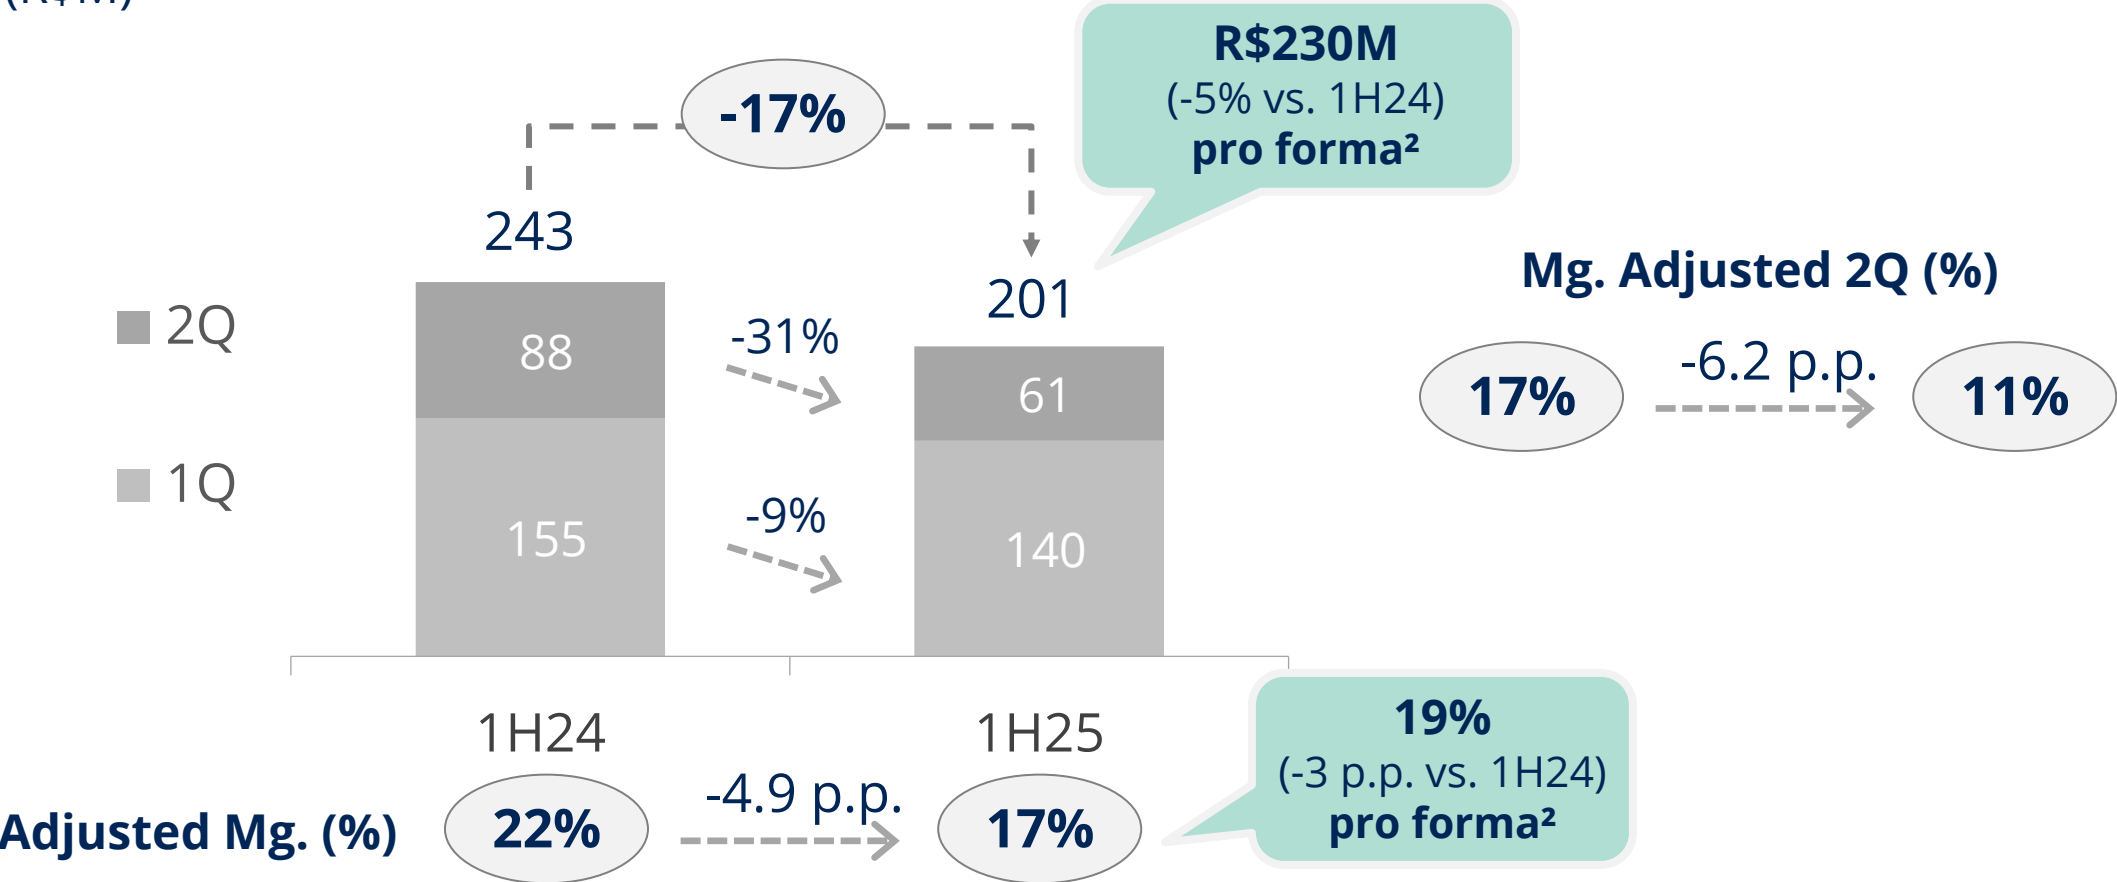 (R$M)
R$230M
(-5% vs. 1H24)
pro forma²
-17%
243
201
2Q
88
-31%
61
1Q
155
-9%
140
Mg. Adjusted 2Q (%)
17%
-6.2 p.p.
11%
1H24
1H25
Adjusted Mg. (%)
22%
-4.9 p.p.
17%
19%
(-3 p.p. vs. 1H24)
pro forma²